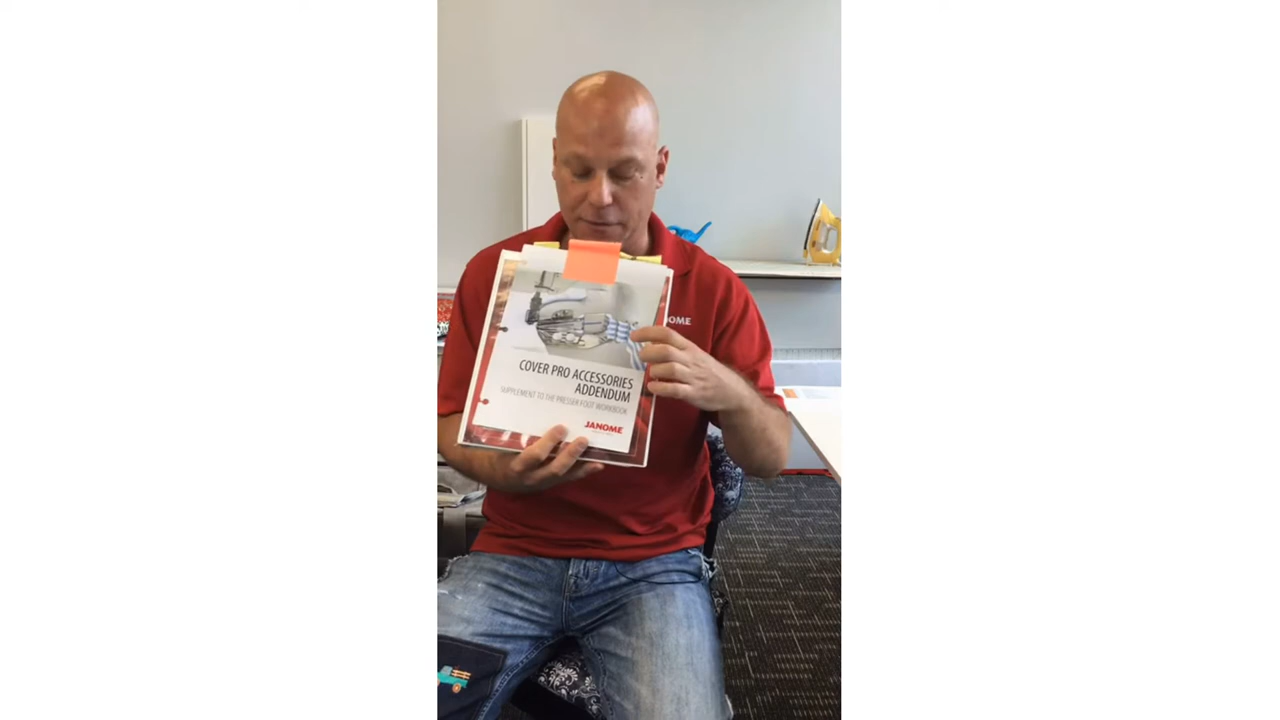 OME
COVER PRO ACCESSORIES
ADDENDUM
SUPPLEMENT TO THE PRESSER FOOT WORKBOOK
JANOME